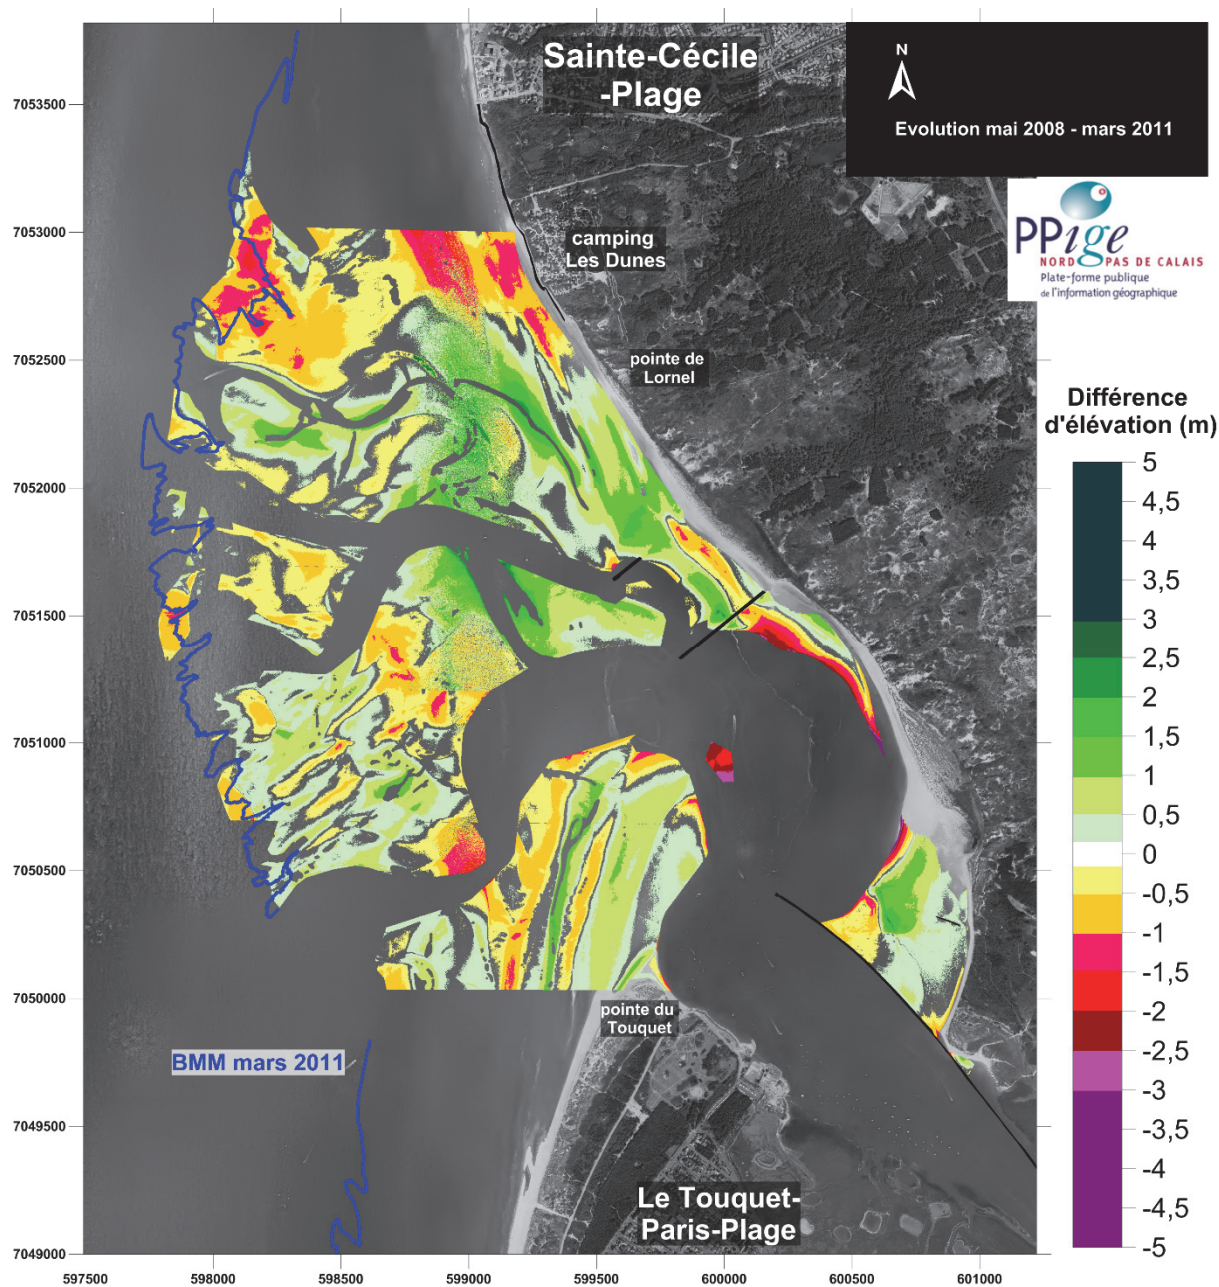 Sainte-Cécile
-Plage
N
Evolution mai 2008 - mars 2011
PPige
NORD PAS DE CALAIS
Plate-forme publique
de l'information géographique
camping
Les Dunes
pointe de
Lornel
Différence
d'élévation (m)
5
4,5
4
3,5
3
2,5
2
1,5
1
0,5
0
-0,5
-1
-1,5
-2
-2,5
-3
-3,5
-4
-4,5
-5
pointe du
Touquet
BMM mars 2011
Le Touquet-
Paris-Plage
7053500
7053000
7052500
7052000
7051500
7051000
7050500
7050000
7049500
7049000
597500
598000
598500
599000
599500
600000
600500
601000